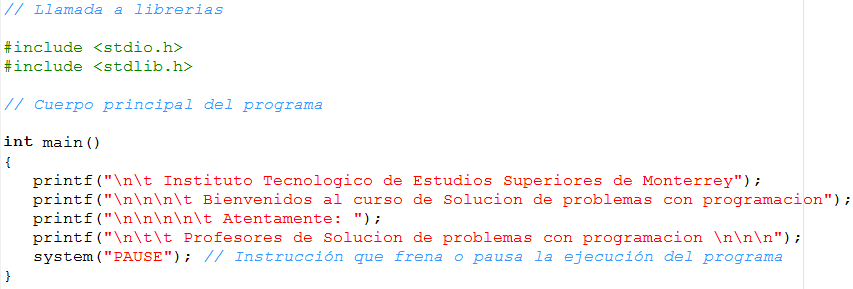 // Llamada a librerias
#include <stdio.h>
#include <stdlib.h>
// Cuerpo principal del programa
int main()
{
printf("\n\t Instituto Tecnologico de Estudios Superiores de Monterrey");
printf("\n\n\n\t Bienvenidos al curso de Solucion de problemas con programacion");
printf("\n\n\n\n\t Atentamente: ");
printf("\n\t\t Profesores de Solucion de problemas con programacion \n\n\n");
system("PAUSE"); // Instrucción que frena o pausa la ejecución del programa
}